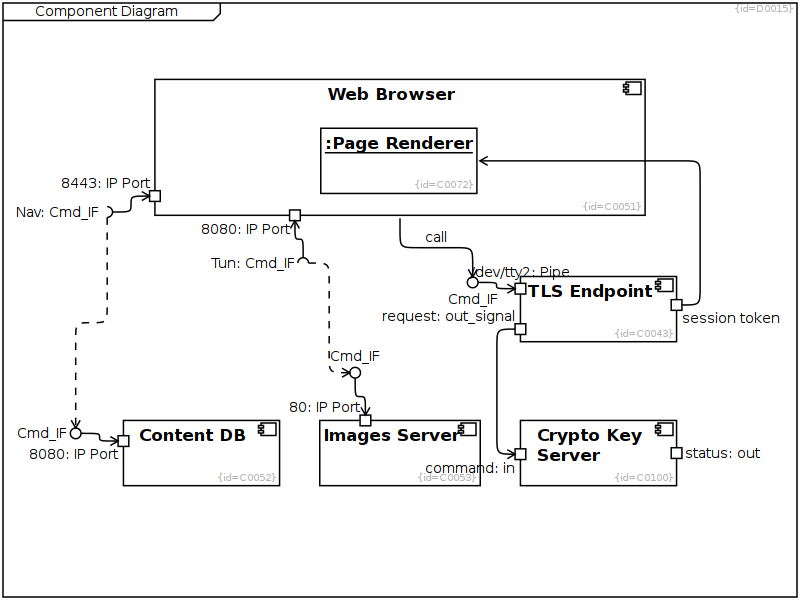 Component Diagram
{id=D0015}
Web Browser
:Page Renderer
{id=C0072}
{id=C0051}
8443: IP Port
Nav: Cmd_IF
8080: IP Port
Tun: Cmd_IF
call
/dev/tty2: Pipe
Cmd_IF
TLS Endpoint
request: out_signal
session token
{id=C0043}
Cmd_IF
80: IP Port
Cmd_IF
8080: IP Port
Content DB
{id=C0052}
Images Server
{id=C0053}
command: in
Crypto Key
Server
status: out
{id=C0100}